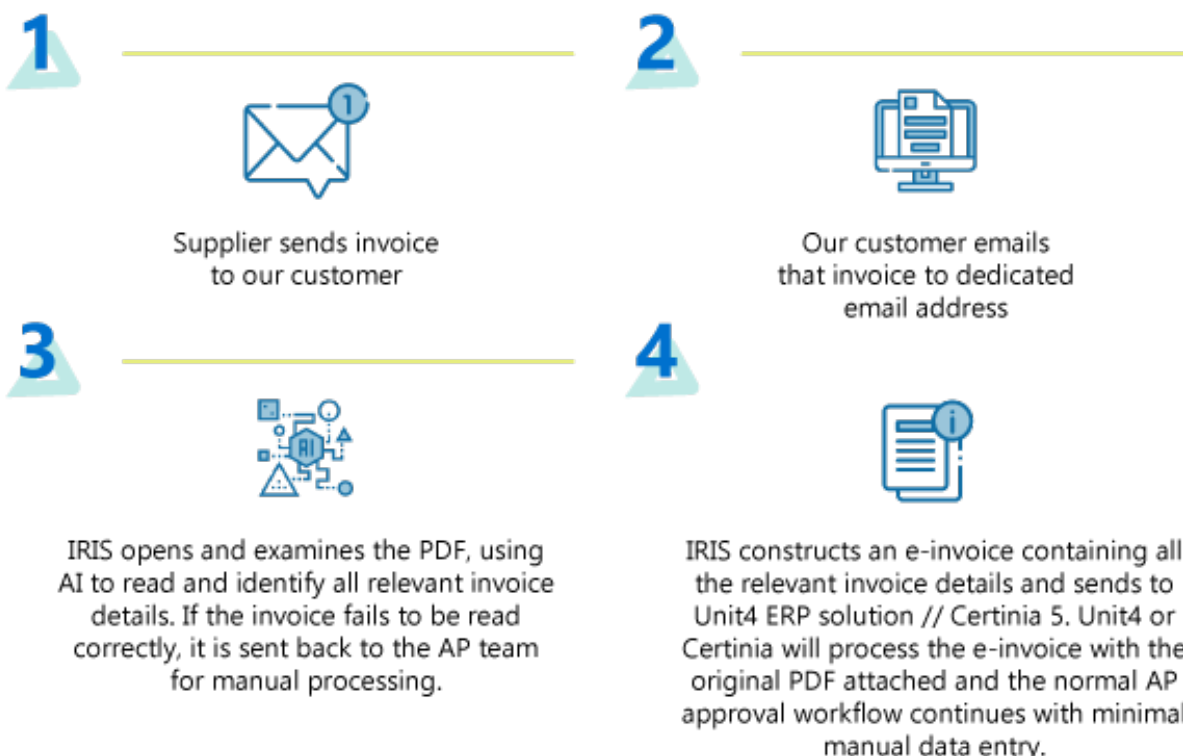 1
1
Supplier sends invoice
to our customer
2
Our customer emails
that invoice to dedicated
email address
3
AI
IRIS opens and examines the PDF, using
AI to read and identify all relevant invoice
details. If the invoice fails to be read
correctly, it is sent back to the AP team
for manual processing.
4
i
IRIS constructs an e-invoice containing all
the relevant invoice details and sends to
Unit4 ERP solution // Certinia 5. Unit4 or
Certinia will process the e-invoice with the
original PDF attached and the normal AP
approval workflow continues with minimal
manual data entry.